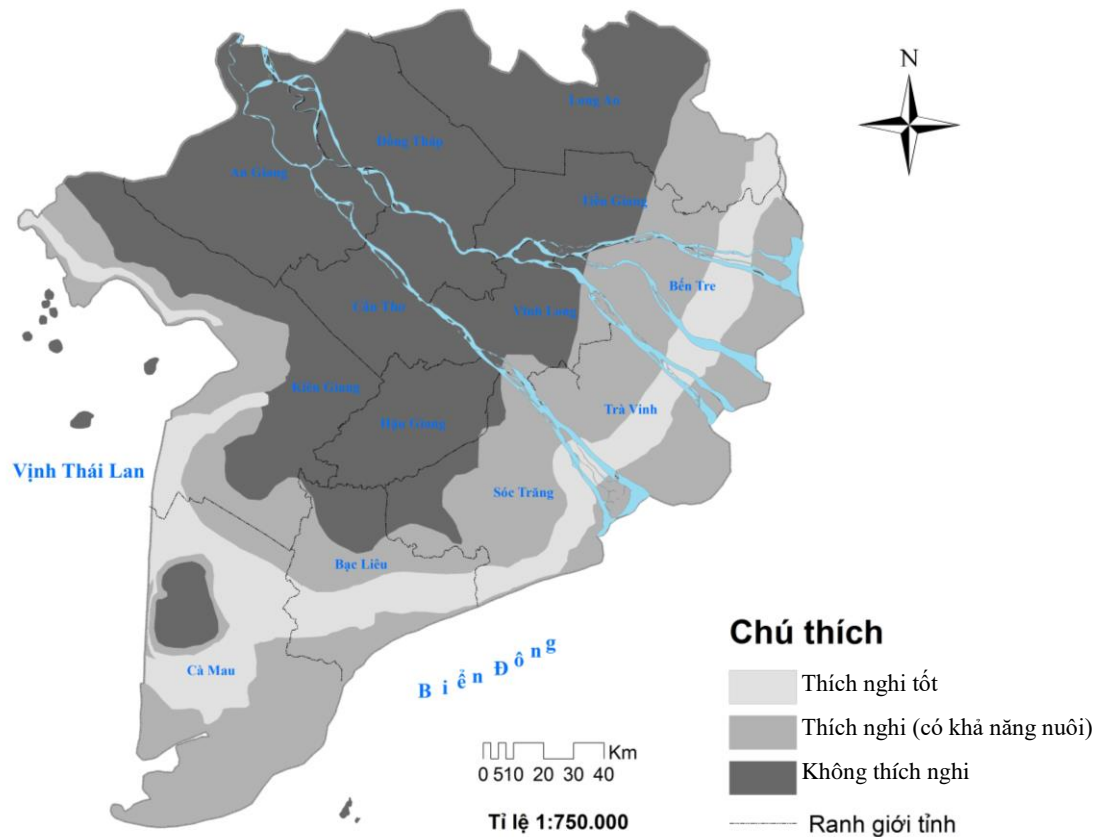 N
Long An
Đồng Tháp
An Giang
Tiền Giang
Bến Tre
Cần Thơ
Vĩnh Long
Kiên Giang
Trà Vinh
Hậu Giang
Vịnh Thái Lan
Sóc Trăng
Bạc Liêu
Cà Mau
Biển Đông
Chú thích
Thích nghi tốt
Thích nghi (có khả năng nuôi)
Không thích nghi
Ranh giới tỉnh
Km
0 510 20 30 40
Tỉ lệ 1:750.000